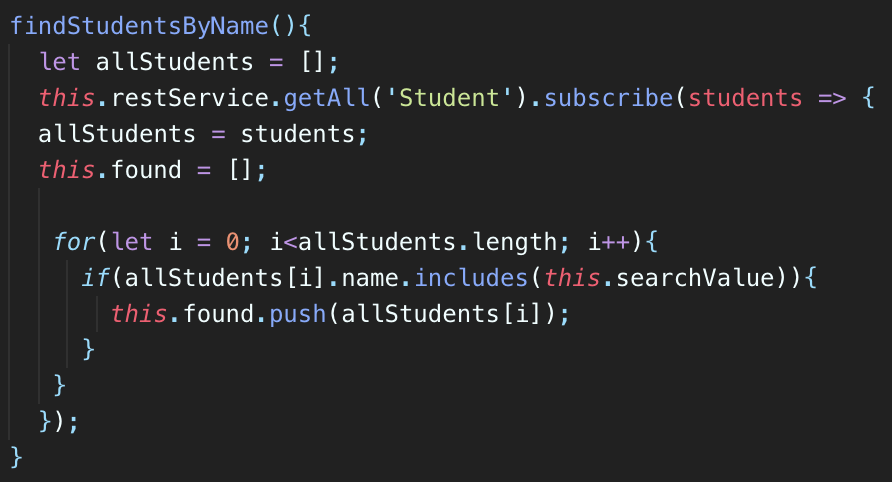 findStudentsByName(){
let allStudents = [];
this.restService.getAll('Student').subscribe(students => {
allStudents = students;
this.found = [];
for(let i = 0; i<allStudents.length; i++){
if(allStudents[i].name.includes(this.searchValue)){
this.found.push(allStudents[i]);
}
}
});
}